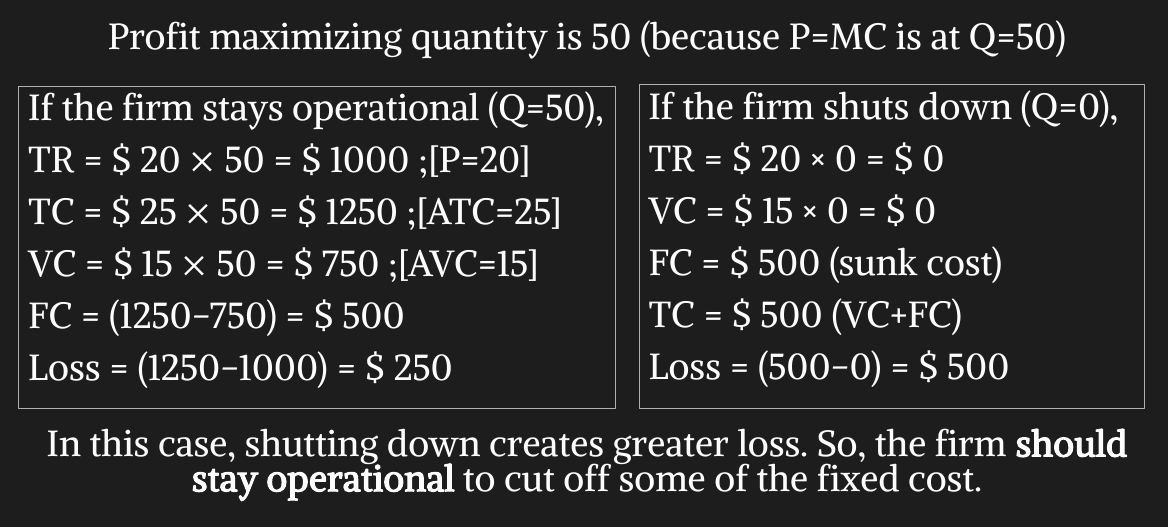 Profit maximizing quantity is 50 (because P=MC is at Q=50)
If the firm stays operational (Q=50),
TR = $ 20 × 50 = $ 1000 ;[P=20]
TC = $ 25 × 50 = $ 1250 ;[ATC=25]
VC = $ 15 × 50 = $ 750 ;[AVC=15]
FC = (1250−750) = $ 500
Loss = (1250−1000) = $ 250
If the firm shuts down (Q=0),
TR = $ 20 × 0 = $ 0
VC = $ 15 × 0 = $ 0
FC = $ 500 (sunk cost)
TC = $ 500 (VC+FC)
Loss = (500−0) = $ 500
In this case, shutting down creates greater loss. So, the firm should
stay operational to cut off some of the fixed cost.